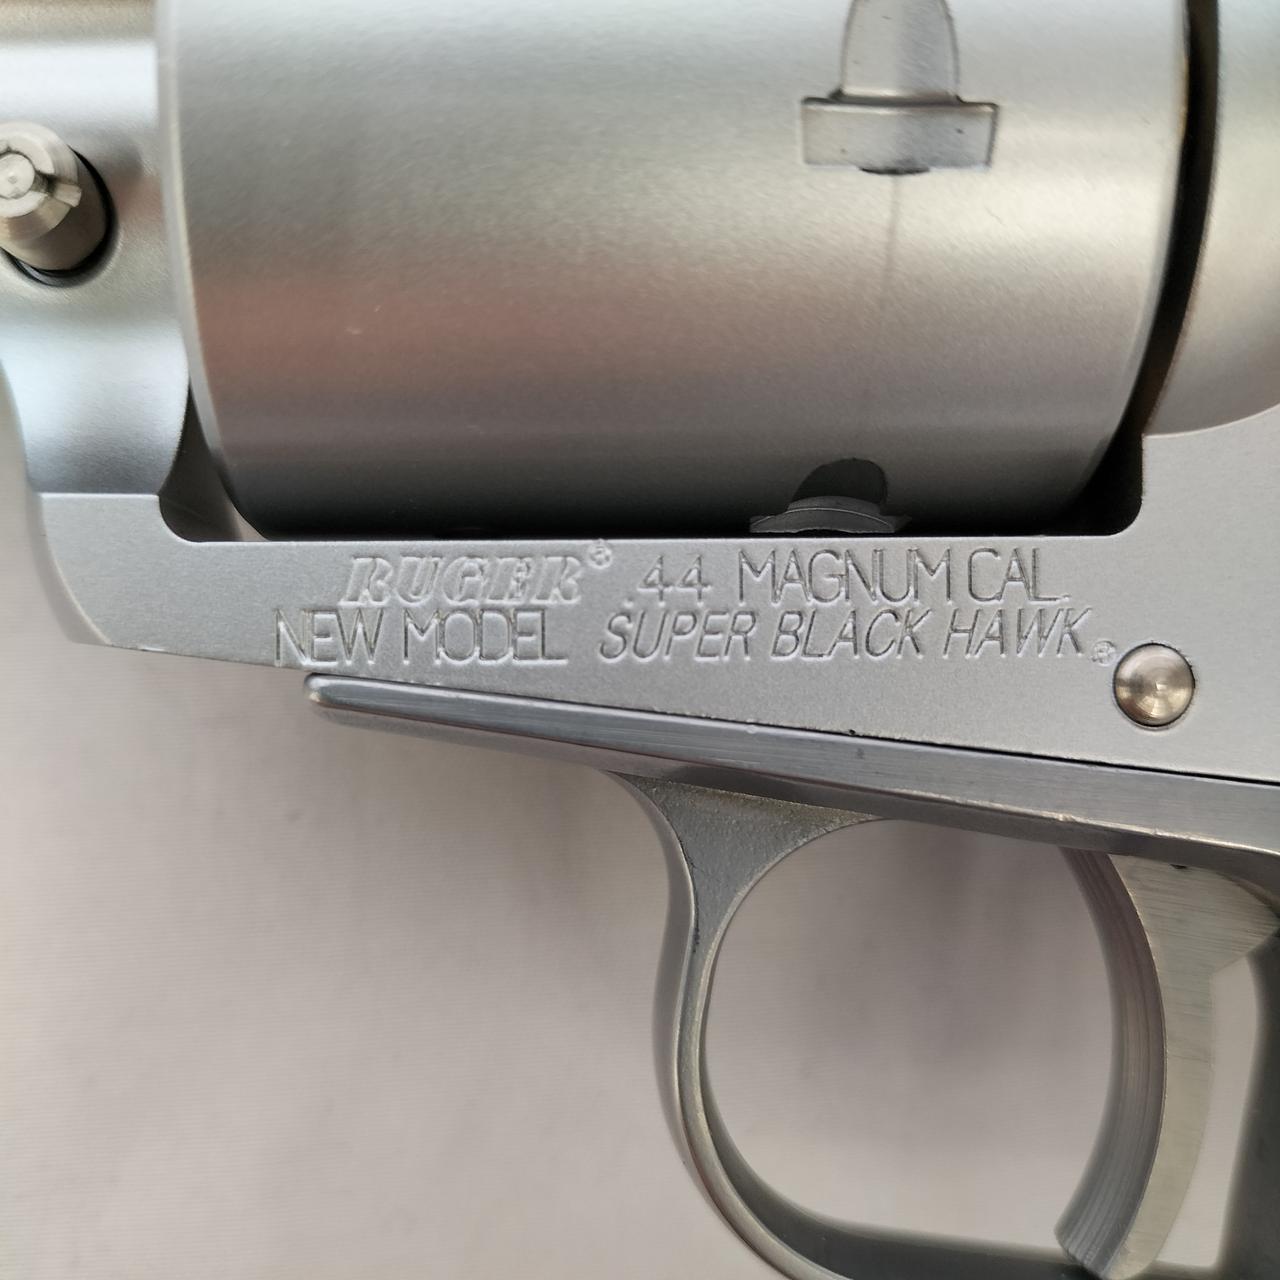 RUGER® .44 MAGNUM CAL.
NEW MODEL SUPER BLACK HAWK®